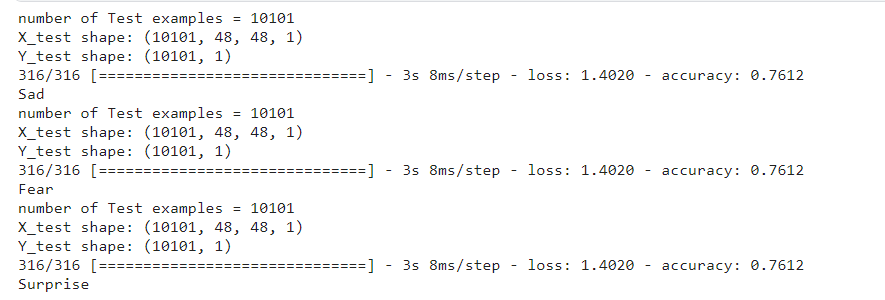 number of Test examples = 10101
X_test shape: (10101, 48, 48, 1)
Y_test shape: (10101, 1)
316/316 [==============================] - 3s 8ms/step - loss: 1.4020 - accuracy: 0.7612
Sad
number of Test examples = 10101
X_test shape: (10101, 48, 48, 1)
Y_test shape: (10101, 1)
316/316 [==============================] - 3s 8ms/step - loss: 1.4020 - accuracy: 0.7612
Fear
number of Test examples = 10101
X_test shape: (10101, 48, 48, 1)
Y_test shape: (10101, 1)
316/316 [==============================] - 3s 8ms/step - loss: 1.4020 - accuracy: 0.7612
Surprise